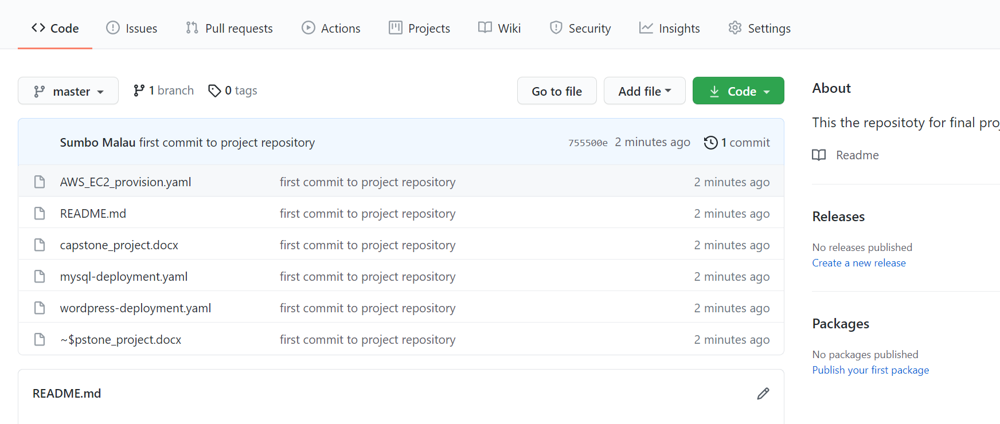 Code Issues Pull requests Actions Projects Wiki Security Insights Settings
master 1 branch 0 tags Go to file Add file Code
Sumbo Malau first commit to project repository 755500e 2 minutes ago 1 commit
AWS_EC2_provision.yaml first commit to project repository 2 minutes ago
README.md first commit to project repository 2 minutes ago
capstone_project.docx first commit to project repository 2 minutes ago
mysql-deployment.yaml first commit to project repository 2 minutes ago
wordpress-deployment.yaml first commit to project repository 2 minutes ago
~$pstone_project.docx first commit to project repository 2 minutes ago
README.md
About
This the repositoty for final
Readme
Releases
No releases published
Create a new release
Packages
No packages published
Publish your first package